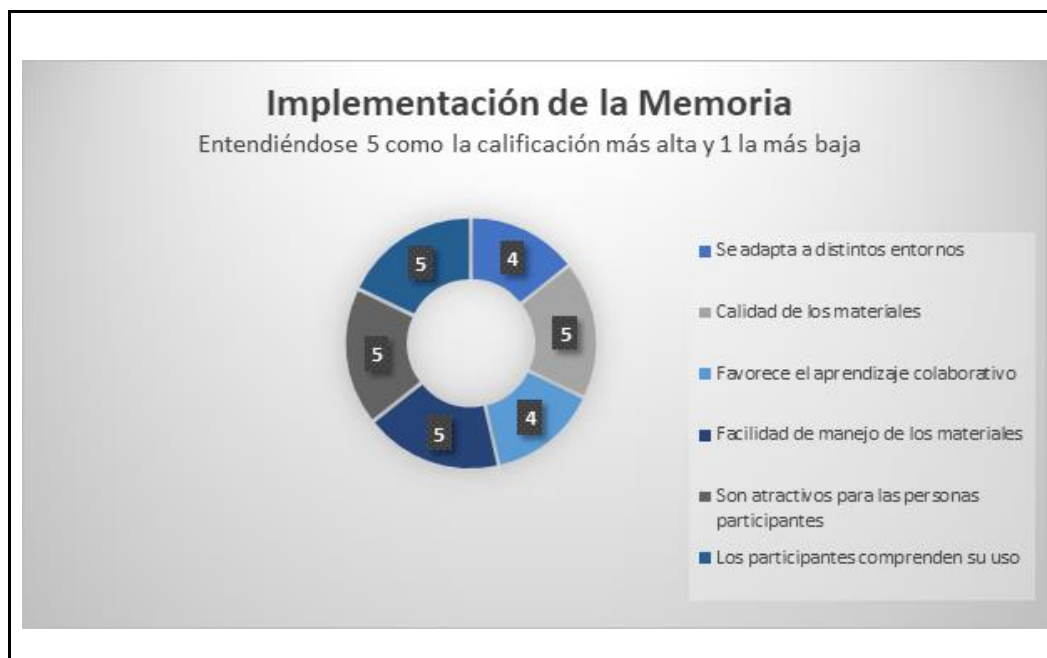 Implementación de la Memoria
Entendiéndose 5 como la calificación más alta y 1 la más baja
5
4
5
5
5
4
Se adapta a distintos entornos
Calidad de los materiales
Favorece el aprendizaje colaborativo
Facilidad de manejo de los materiales
Son atractivos para las personas
participantes
Los participantes comprenden su uso